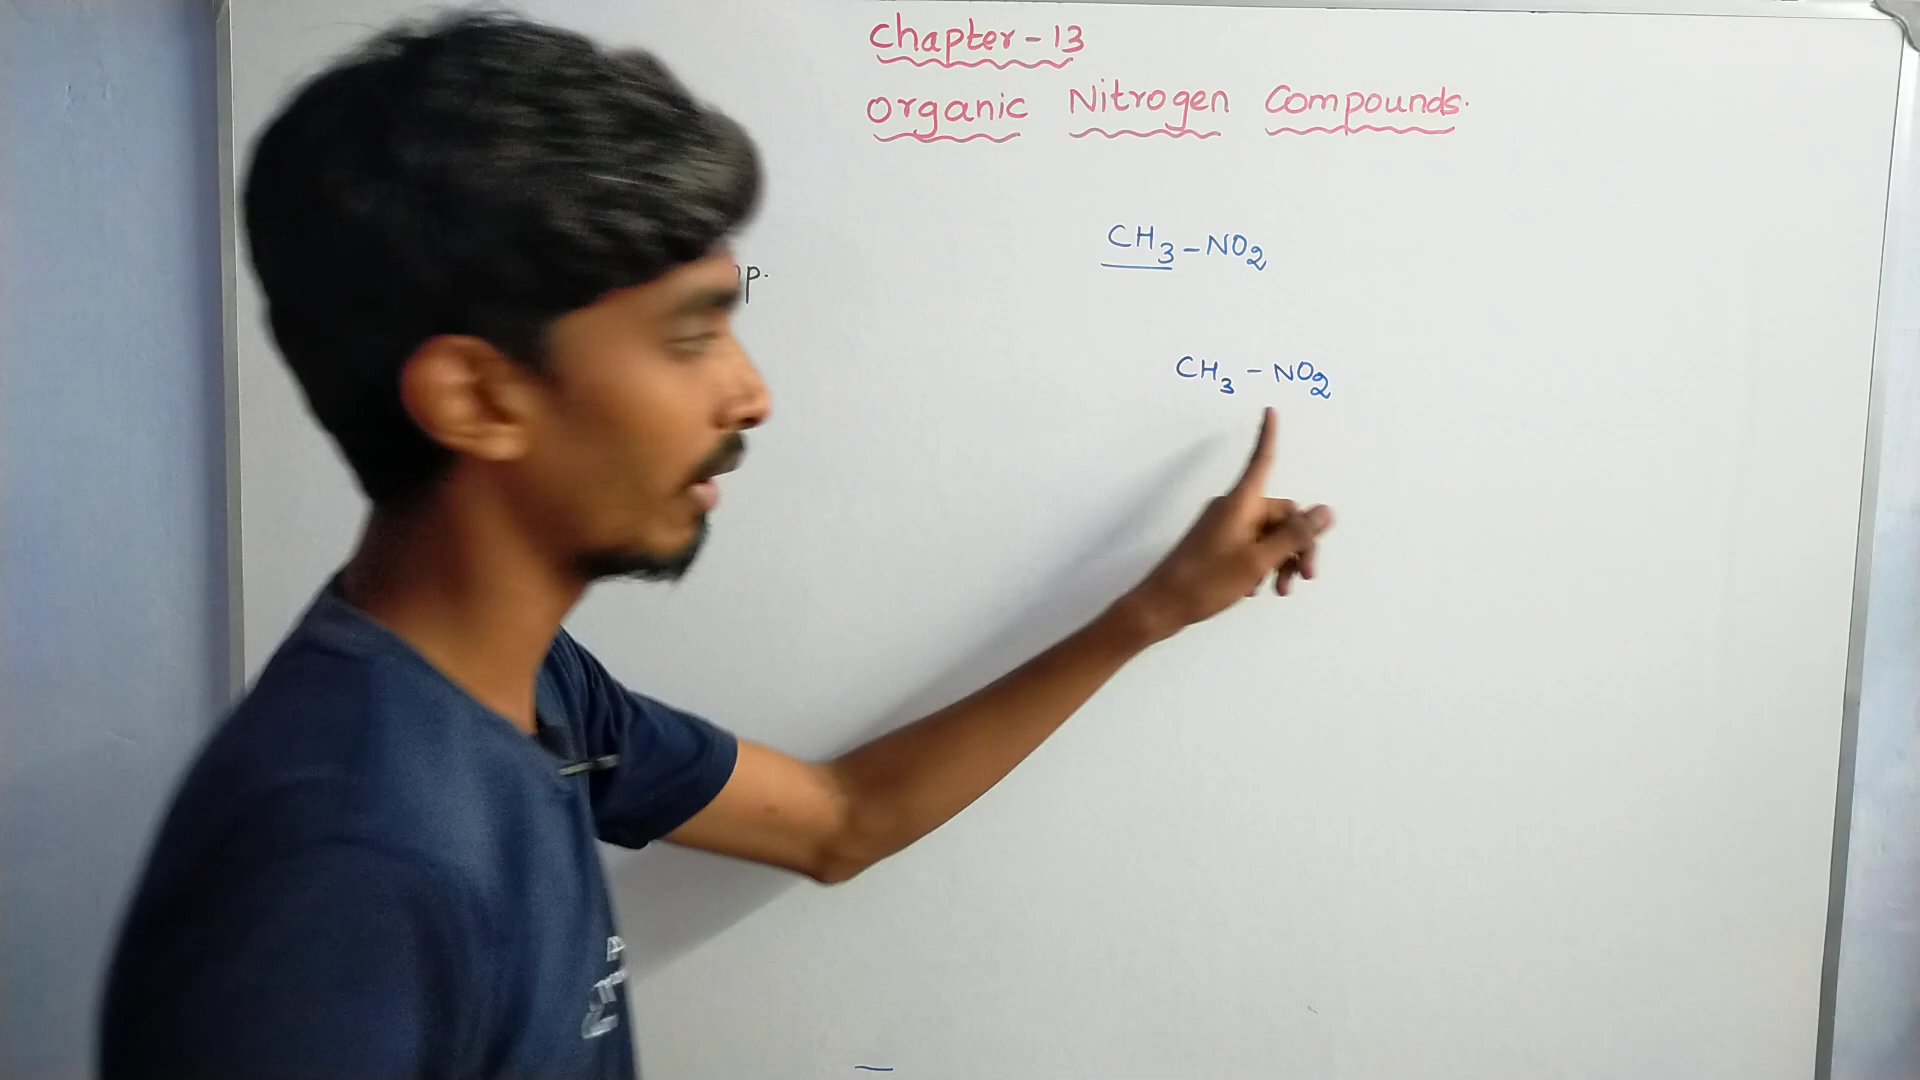 Chapter-13
Organic Nitrogen Compounds.
p.
CH3-NO2
CH3-NO2